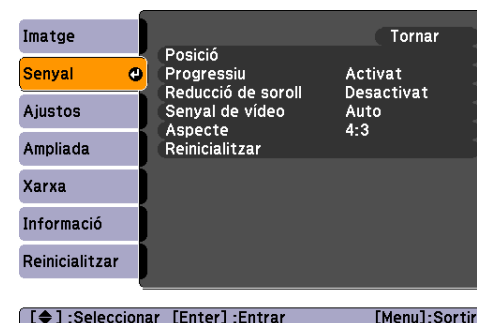 Imatge
Senyal
Ajustos
Ampliada
Xarxa
Informació
Reinicialitzar
Tornar
Posició
Progressiu Activat
Reducció de soroll Desactivat
Senyal de vídeo Auto
Aspecte 4:3
Reinicialitzar
[◆] :Seleccionar [Enter] :Entrar [Menu]:Sortir